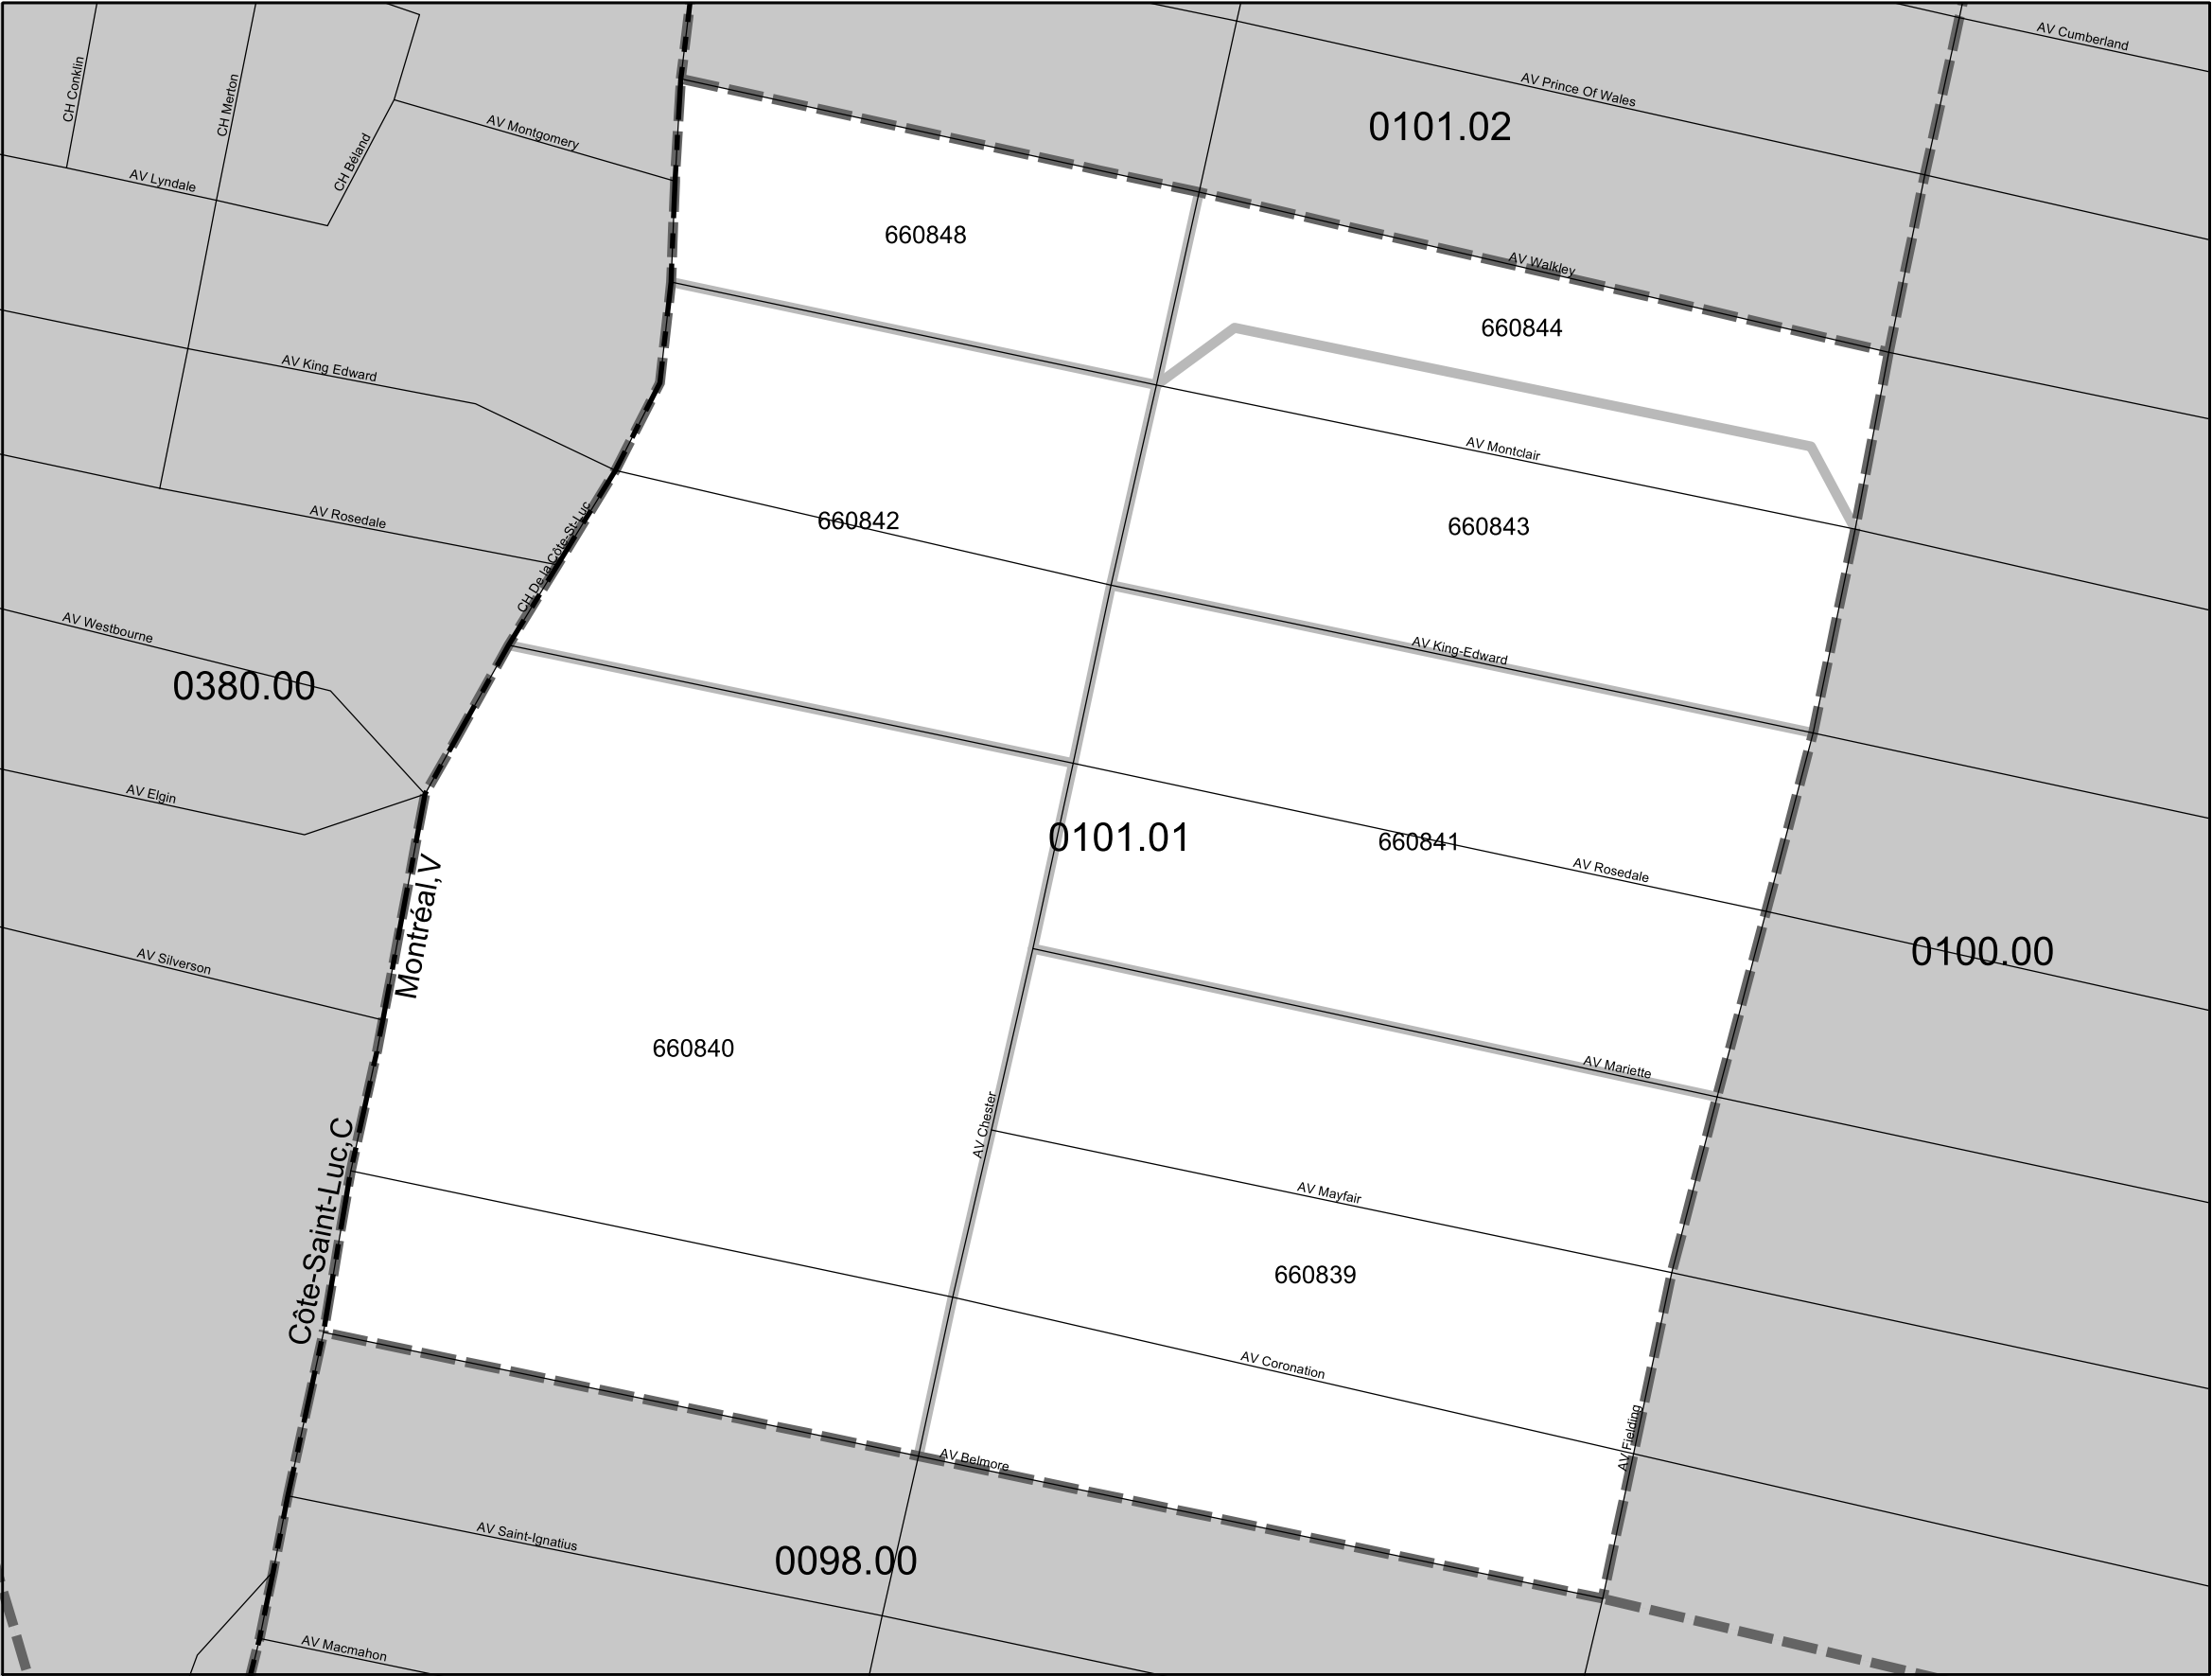 AV Cumberland
CH Conklin
CH Merton
AV Prince Of Wales
0101.02
AV Montgomery
CH Béland
AV Lyndale
660848
AV Walkley
660844
AV King Edward
AV Montclair
AV Rosedale
660842
660843
CH De la Côte-St-Luc
AV Westbourne
AV King-Edward
0380.00
AV Elgin
0101.01
660841
AV Rosedale
Montréal,V
0100.00
AV Silverson
660840
AV Mariette
AV Chester
Côte-Saint-Luc,C
AV Mayfair
660839
AV Coronation
AV Fielding
AV Belmore
AV Saint-Ignatius
0098.00
AV Macmahon